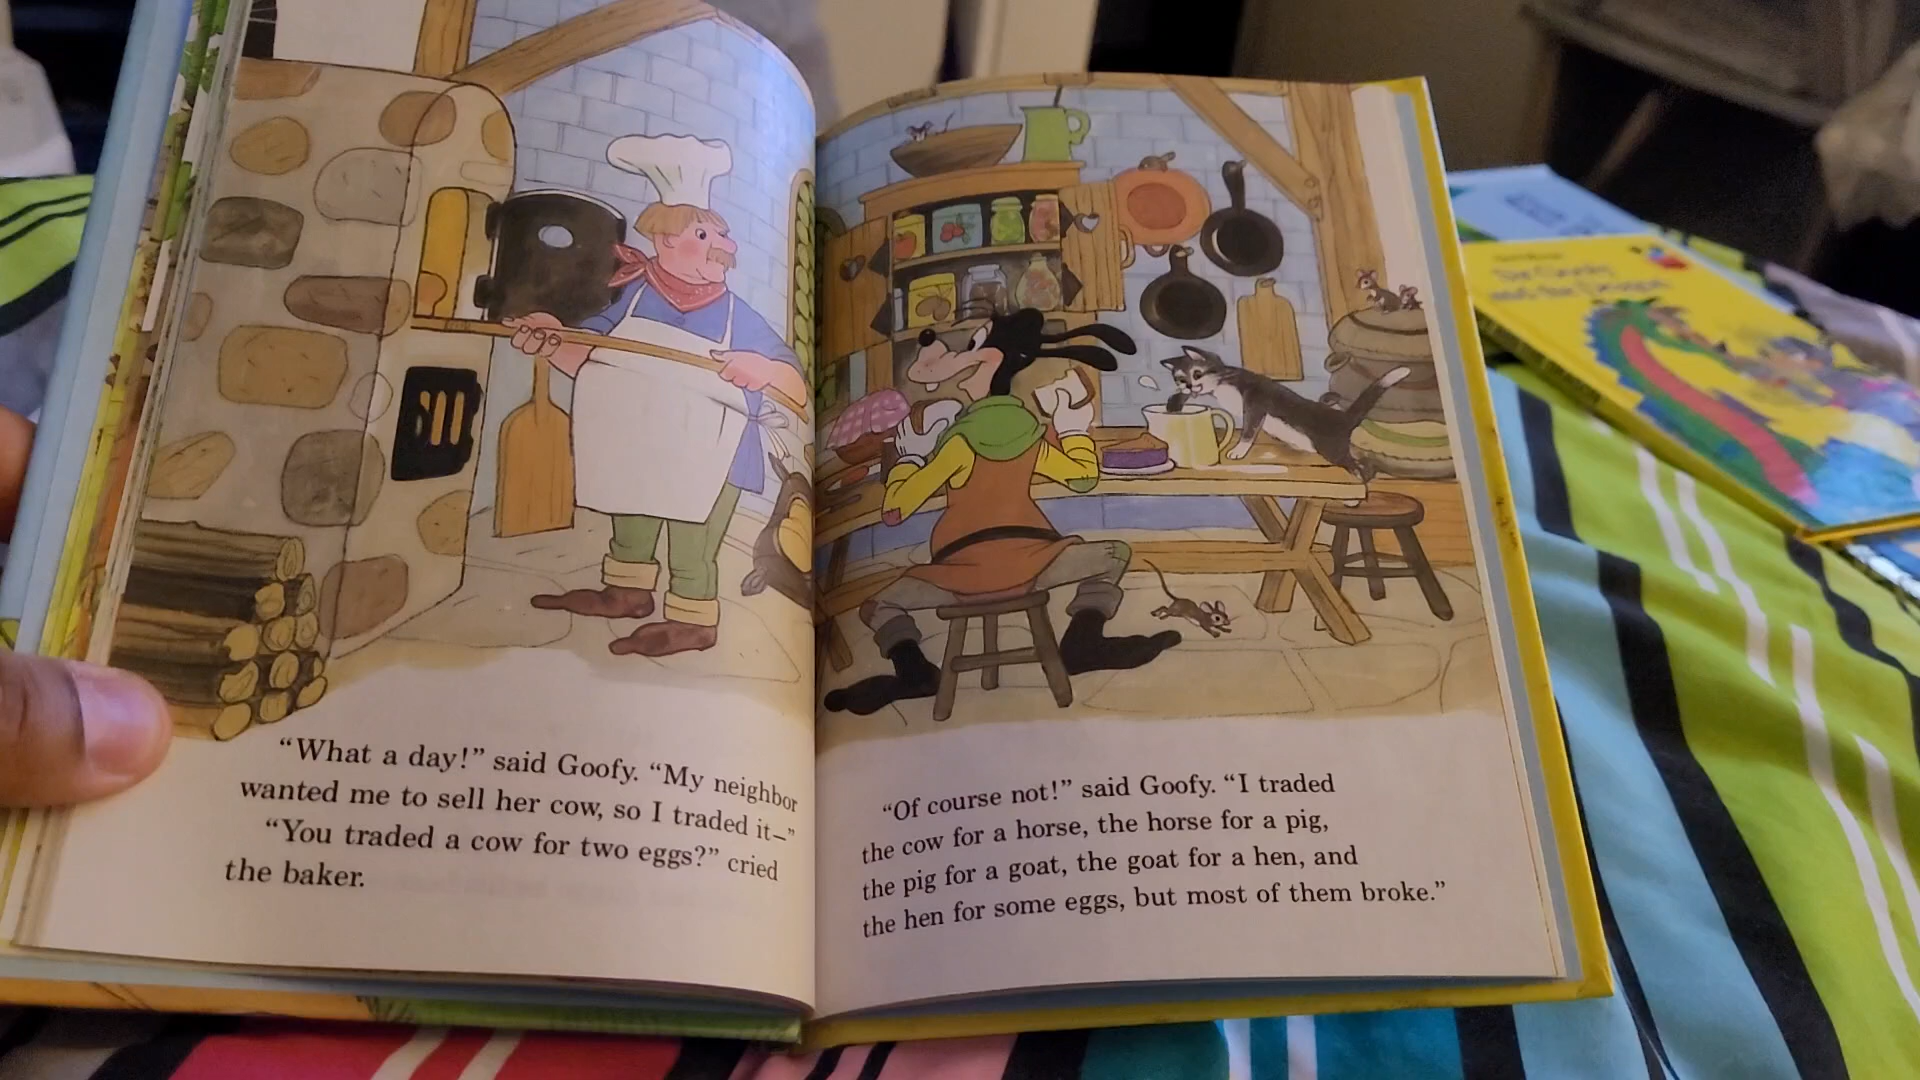 “What a day!” said Goofy. “My neighbor
wanted me to sell her cow, so I traded it–”
“You traded a cow for two eggs?” cried
the baker.
“Of course not!” said Goofy. “I traded
the cow for a horse, the horse for a pig,
the pig for a goat, the goat for a hen, and
the hen for some eggs, but most of them broke.”